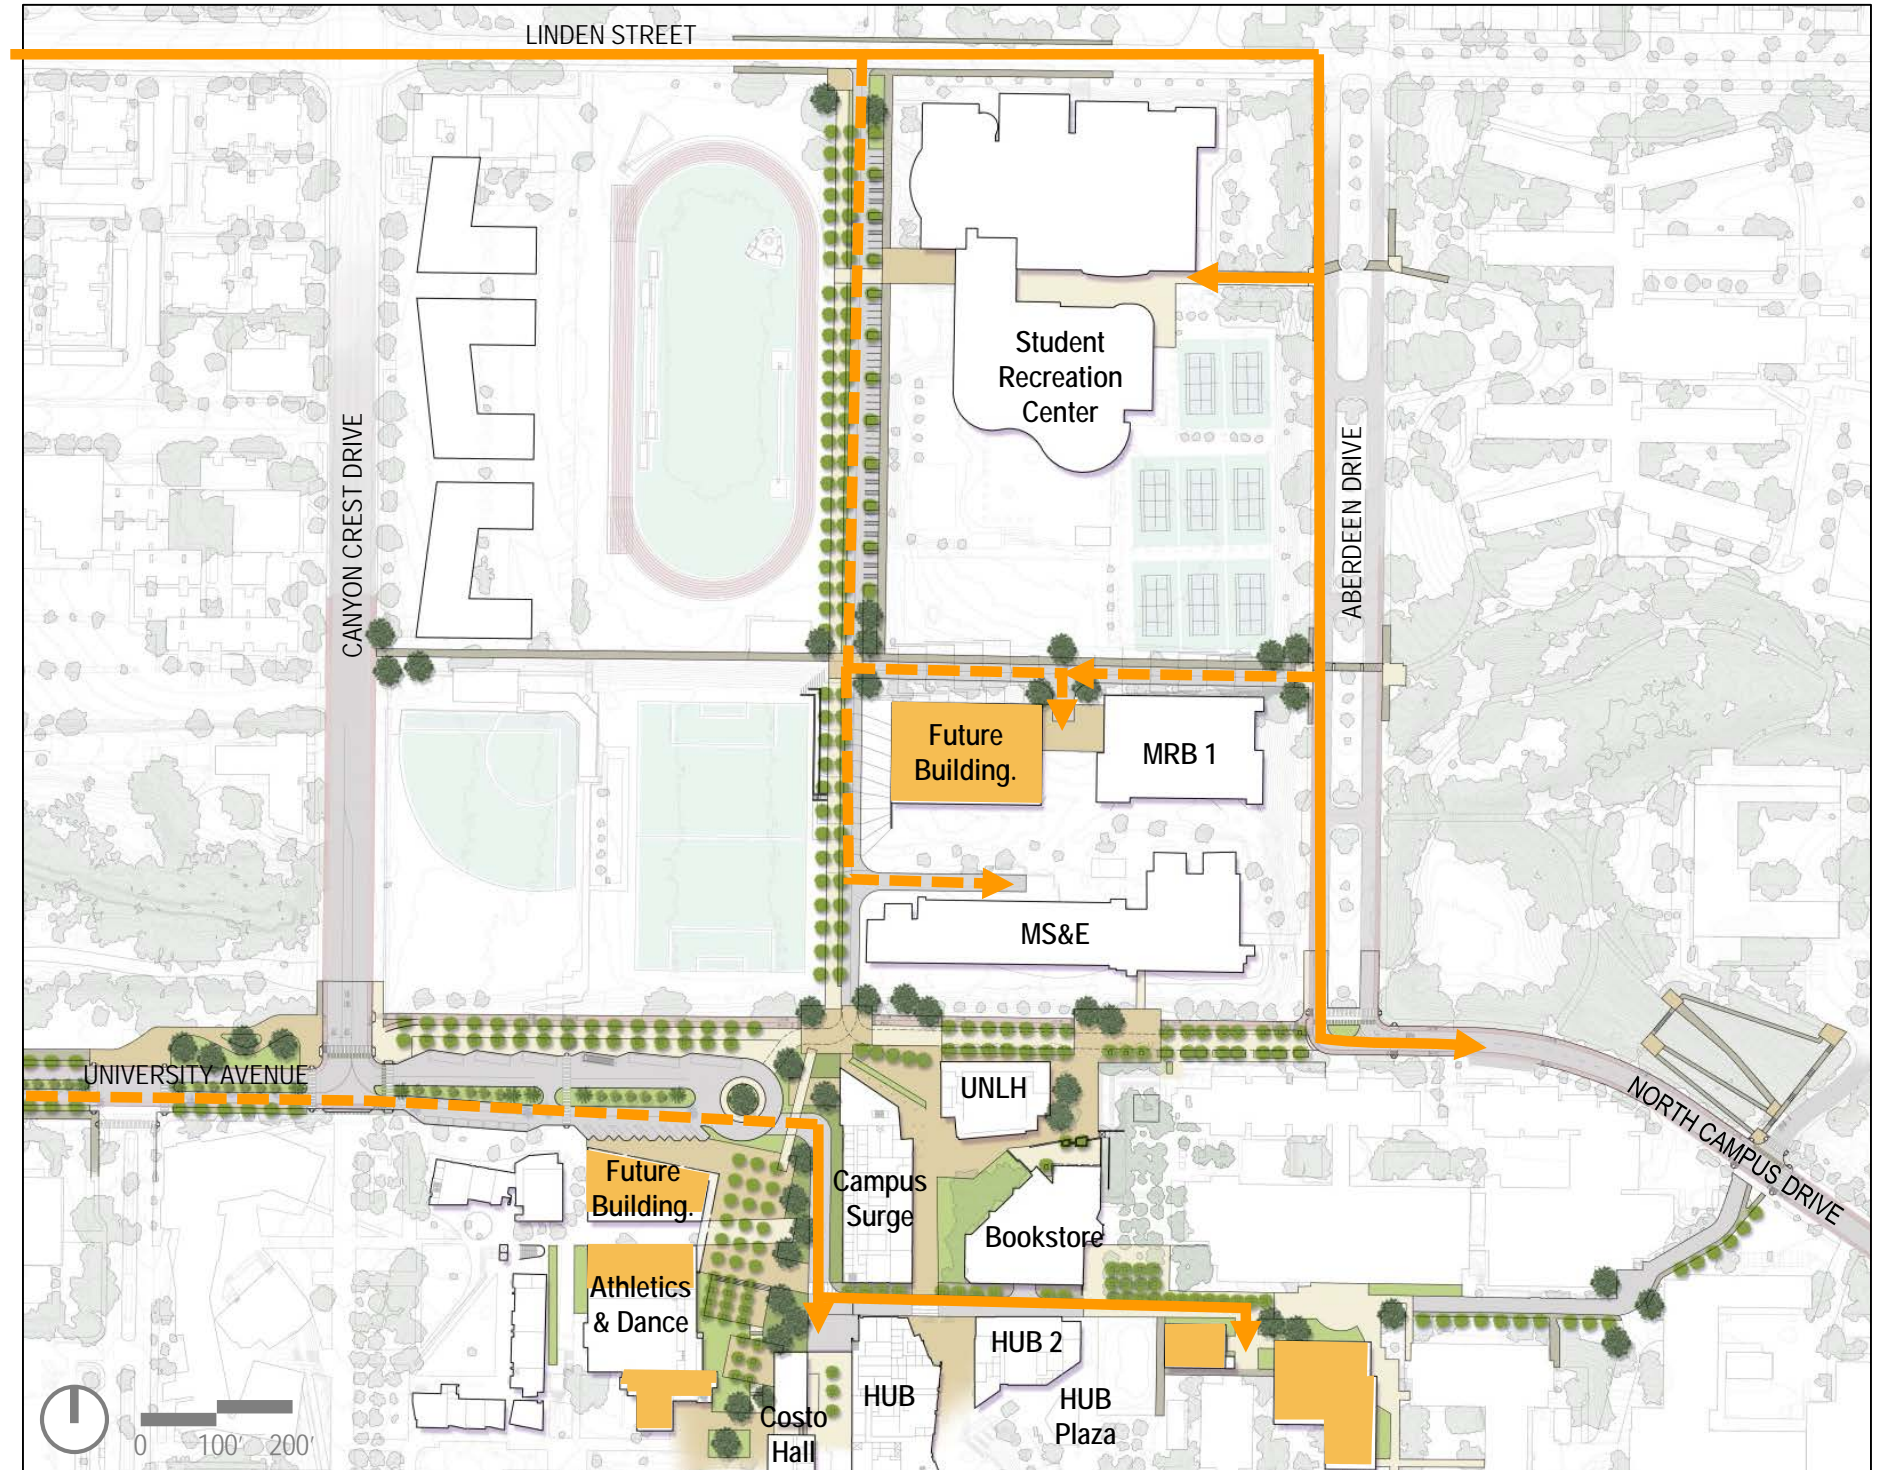 LINDEN STREET
Student
Recreation
Center
CANYON CREST DRIVE
ABERDEEN DRIVE
Future
Building.
MRB 1
MS&E
UNIVERSITY AVENUE
UNLH
NORTH CAMPUS DRIVE
Future
Building.
Campus
Surge
Bookstore
Athletics
& Dance
HUB 2
HUB
HUB
Plaza
Costo
Hall
0 100' 200'